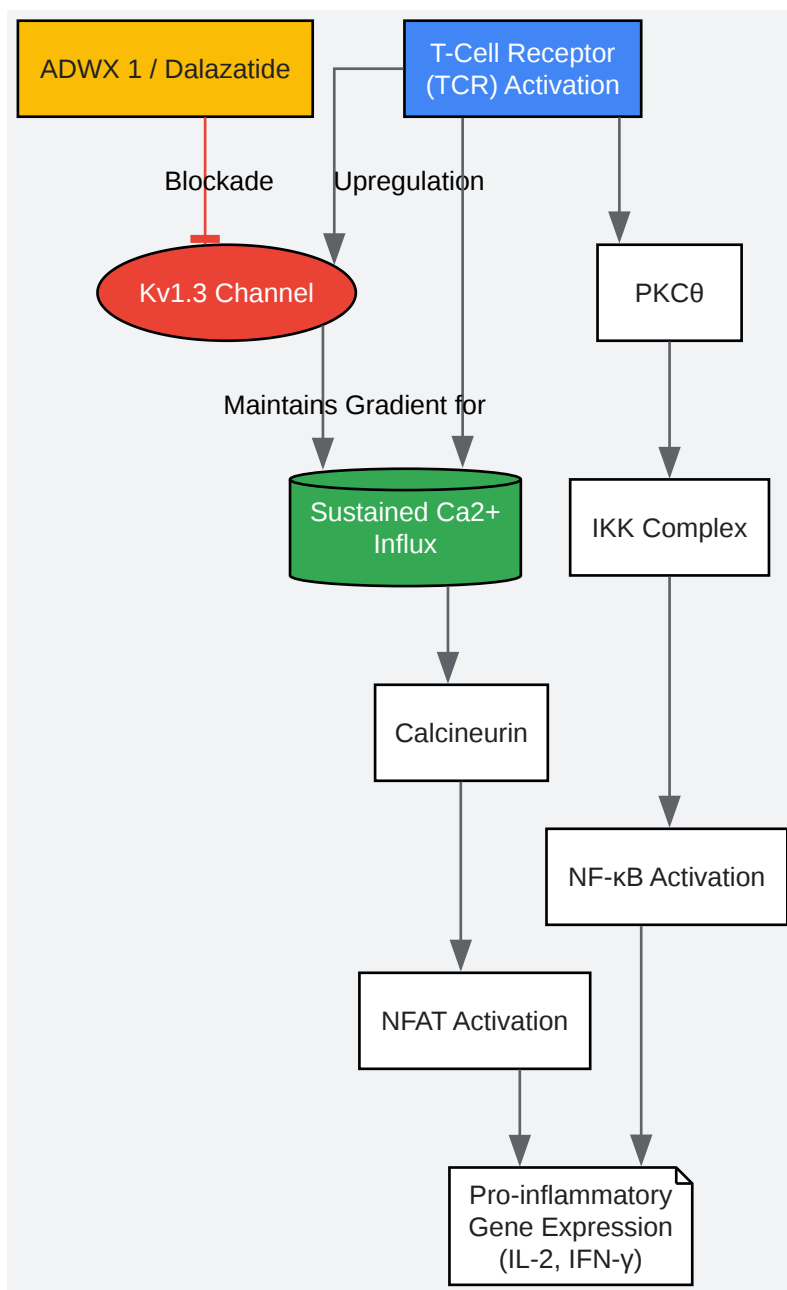 ADWX 1 / Dalazatide
T-Cell Receptor
(TCR) Activation
Blockade
Upregulation
Kv1.3 Channel
PKCθ
Maintains Gradient for
Sustained Ca2+
Influx
IKK Complex
Calcineurin
NF-κB Activation
NFAT Activation
Pro-inflammatory
Gene Expression
(IL-2, IFN-γ)